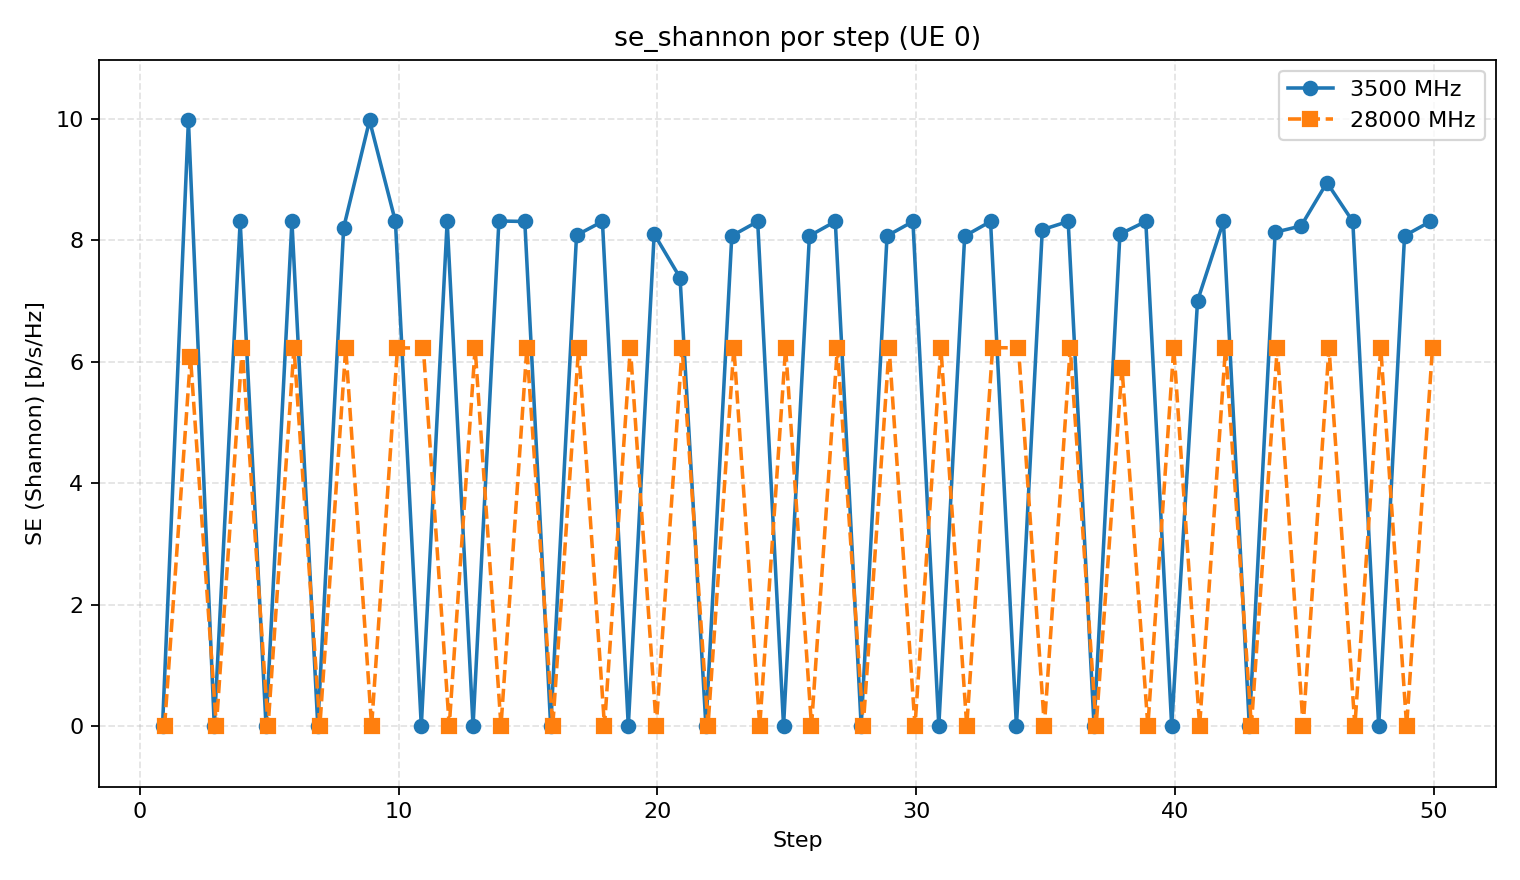 se_shannon por step (UE 0)
3500 MHz
28000 MHz
SE (Shannon) [b/s/Hz]
10
8
6
4
2
0
0 10 20 30 40 50
Step